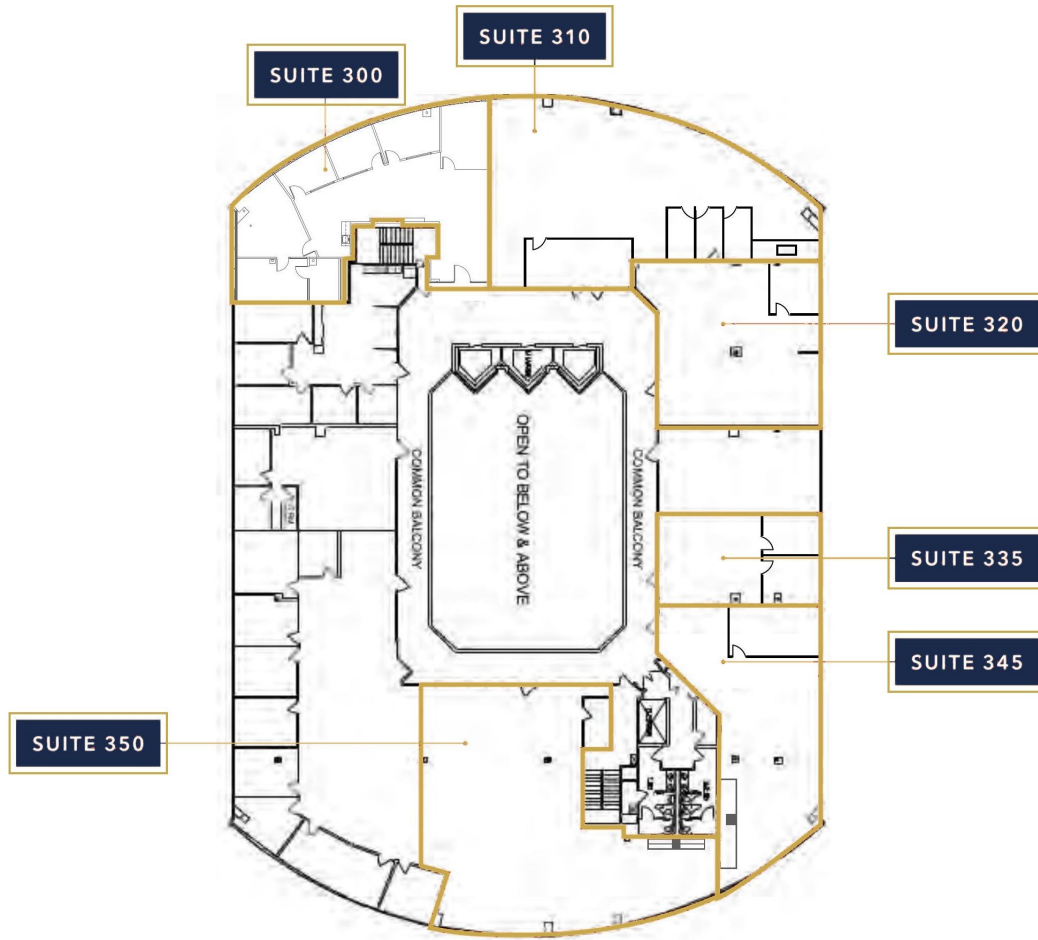 SUITE 310
SUITE 300
SUITE 320
OPEN TO BELOW & ABOVE
COMMON BALCONY
COMMON BALCONY
SUITE 335
SUITE 345
SUITE 350